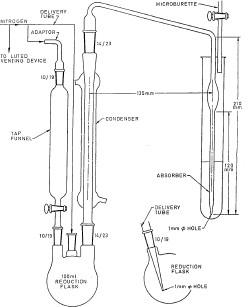 MICROBURETTE
DELIVERY
TUBE
NITROGEN
ADAPTOR
TO LUTED
VENTING DEVICE
14/23
10/19
CONDENSER
135mm
210
mm.
120
mm
TAP
FUNNEL
ABSORBER
DELIVERY
TUBE
10/19
10/19
14/23
1mm φ HOLE
100ml
REDUCTION
FLASK
REDUCTION
FLASK
1mm φ HOLE